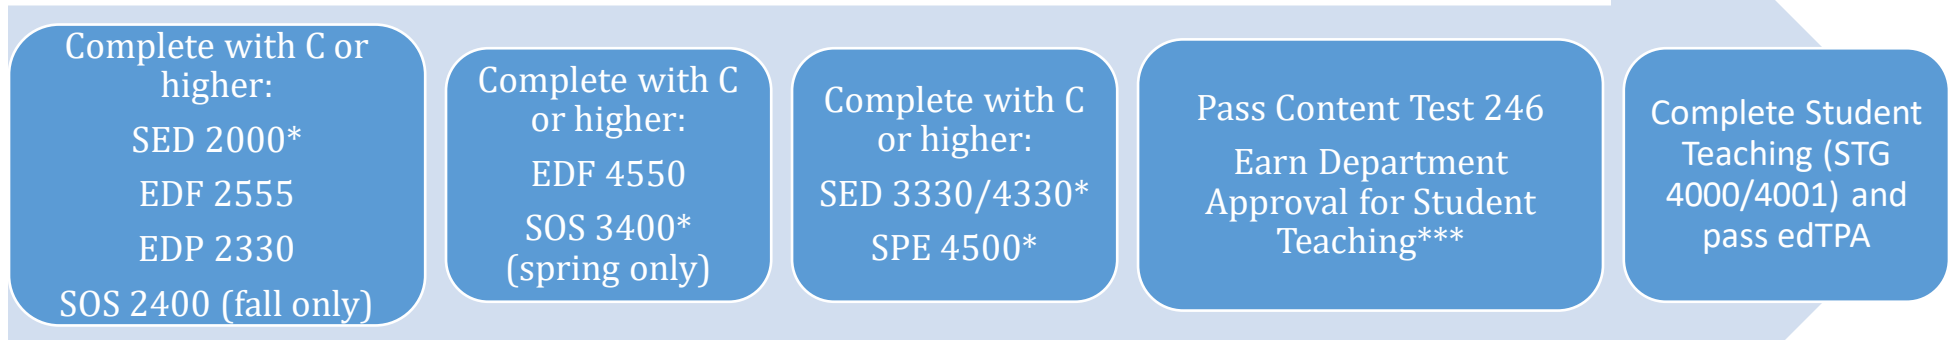 Complete with C or
higher:
SED 2000*
EDF 2555
EDP 2330
SOS 2400 (fall only)
Complete with C
or higher:
EDF 4550
SOS 3400*
(spring only)
Complete with C
or higher:
SED 3330/4330*
SPE 4500*
Pass Content Test 246
Earn Department
Approval for Student
Teaching***
Complete Student
Teaching (STG
4000/4001) and
pass edTPA